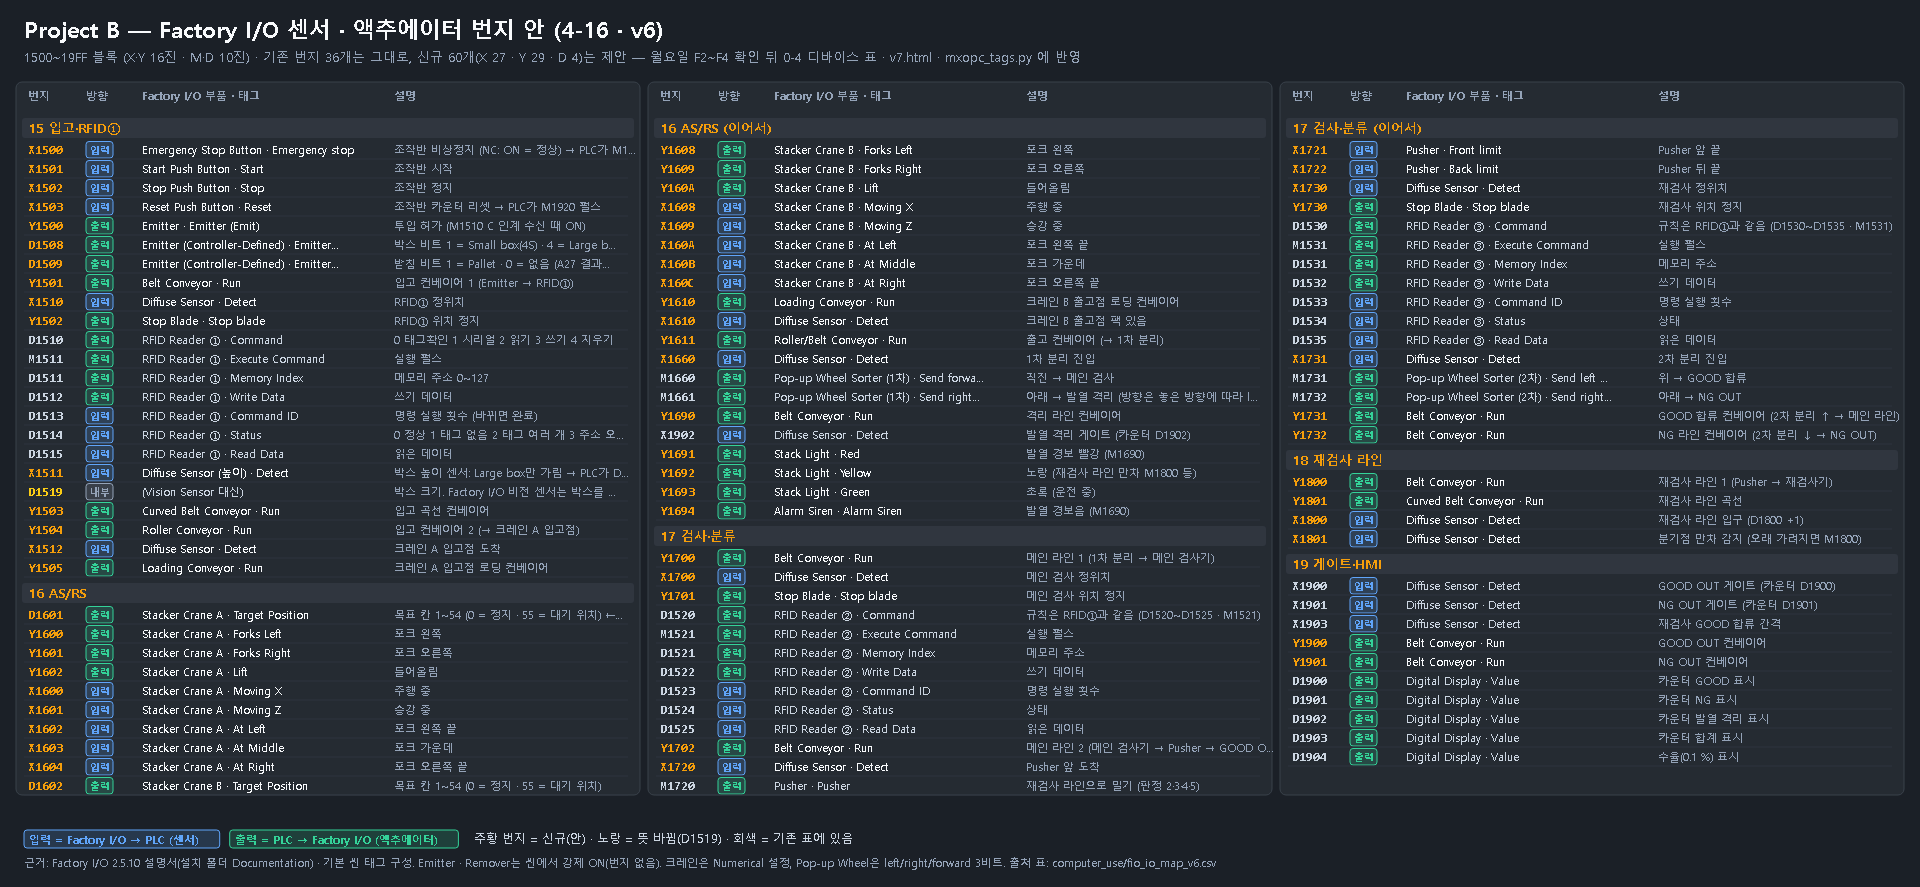 Project B — Factory I/O 센서 · 액추에이터 번지 안 (4-16 · v6)
1500~19FF 블록 (X·Y 16진 · M·D 10진) · 기존 번지 36개는 그대로, 신규 60개(X 27 · Y 29 · D 4)는 제안 — 월요일 F2~F4 확인 뒤 0-4 디바이스 표 · v7.html · mxopc_tags.py 에 반영
번지 방향 Factory I/O 부품 · 태그 설명
15 입고·RFID①
X1500 입력 Emergency Stop Button · Emergency stop 조작반 비상정지 (NC: ON = 정상) → PLC가 M1...
X1501 입력 Start Push Button · Start 조작반 시작
X1502 입력 Stop Push Button · Stop 조작반 정지
X1503 입력 Reset Push Button · Reset 조작반 카운터 리셋 → PLC가 M1920 펄스
Y1500 출력 Emitter · Emitter (Emit) 투입 허가 (M1510 C 인계 수신 때 ON)
D1508 출력 Emitter (Controller-Defined) · Emitter... 박스 비트 1 = Small box(4S) · 4 = Large b...
D1509 출력 Emitter (Controller-Defined) · Emitter... 받침 비트 1 = Pallet · 0 = 없음 (A27 결과...
Y1501 출력 Belt Conveyor · Run 입고 컨베이어 1 (Emitter → RFID①)
X1510 입력 Diffuse Sensor · Detect RFID① 정위치
Y1502 출력 Stop Blade · Stop blade RFID① 위치 정지
D1510 출력 RFID Reader ① · Command 0 태그확인 1 시리얼 2 읽기 3 쓰기 4 지우기
M1511 출력 RFID Reader ① · Execute Command 실행 펄스
D1511 출력 RFID Reader ① · Memory Index 메모리 주소 0~127
D1512 출력 RFID Reader ① · Write Data 쓰기 데이터
D1513 입력 RFID Reader ① · Command ID 명령 실행 횟수 (바뀌면 완료)
D1514 입력 RFID Reader ① · Status 0 정상 1 태그 없음 2 태그 여러 개 3 주소 오...
D1515 입력 RFID Reader ① · Read Data 읽은 데이터
X1511 입력 Diffuse Sensor (높이) · Detect 박스 높이 센서: Large box만 가림 → PLC가 D...
D1519 내부 (Vision Sensor 대신) 박스 크기. Factory I/O 비전 센서는 박스를 ...
Y1503 출력 Curved Belt Conveyor · Run 입고 곡선 컨베이어
Y1504 출력 Roller Conveyor · Run 입고 컨베이어 2 (→ 크레인 A 입고점)
X1512 입력 Diffuse Sensor · Detect 크레인 A 입고점 도착
Y1505 출력 Loading Conveyor · Run 크레인 A 입고점 로딩 컨베이어
16 AS/RS
D1601 출력 Stacker Crane A · Target Position 목표 칸 1~54 (0 = 정지 · 55 = 대기 위치) ←...
Y1600 출력 Stacker Crane A · Forks Left 포크 왼쪽
Y1601 출력 Stacker Crane A · Forks Right 포크 오른쪽
Y1602 출력 Stacker Crane A · Lift 들어올림
X1600 입력 Stacker Crane A · Moving X 주행 중
X1601 입력 Stacker Crane A · Moving Z 승강 중
X1602 입력 Stacker Crane A · At Left 포크 왼쪽 끝
X1603 입력 Stacker Crane A · At Middle 포크 가운데
X1604 입력 Stacker Crane A · At Right 포크 오른쪽 끝
D1602 출력 Stacker Crane B · Target Position 목표 칸 1~54 (0 = 정지 · 55 = 대기 위치)
번지 방향 Factory I/O 부품 · 태그 설명
16 AS/RS (이어서)
Y1608 출력 Stacker Crane B · Forks Left 포크 왼쪽
Y1609 출력 Stacker Crane B · Forks Right 포크 오른쪽
Y160A 출력 Stacker Crane B · Lift 들어올림
X1608 입력 Stacker Crane B · Moving X 주행 중
X1609 입력 Stacker Crane B · Moving Z 승강 중
X160A 입력 Stacker Crane B · At Left 포크 왼쪽 끝
X160B 입력 Stacker Crane B · At Middle 포크 가운데
X160C 입력 Stacker Crane B · At Right 포크 오른쪽 끝
Y1610 출력 Loading Conveyor · Run 크레인 B 출고점 로딩 컨베이어
X1610 입력 Diffuse Sensor · Detect 크레인 B 출고점 팩 있음
Y1611 출력 Roller/Belt Conveyor · Run 출고 컨베이어 (→ 1차 분리)
X1660 입력 Diffuse Sensor · Detect 1차 분리 진입
M1660 출력 Pop-up Wheel Sorter (1차) · Send forwa... 직진 → 메인 검사
M1661 출력 Pop-up Wheel Sorter (1차) · Send right... 아래 → 발열 격리 (방향은 놓은 방향에 따라 l...
Y1690 출력 Belt Conveyor · Run 격리 라인 컨베이어
X1902 입력 Diffuse Sensor · Detect 발열 격리 게이트 (카운터 D1902)
Y1691 출력 Stack Light · Red 발열 경보 빨강 (M1690)
Y1692 출력 Stack Light · Yellow 노랑 (재검사 라인 만차 M1800 등)
Y1693 출력 Stack Light · Green 초록 (운전 중)
Y1694 출력 Alarm Siren · Alarm Siren 발열 경보음 (M1690)
17 검사·분류
Y1700 출력 Belt Conveyor · Run 메인 라인 1 (1차 분리 → 메인 검사기)
X1700 입력 Diffuse Sensor · Detect 메인 검사 정위치
Y1701 출력 Stop Blade · Stop blade 메인 검사 위치 정지
D1520 출력 RFID Reader ② · Command 규칙은 RFID①과 같음 (D1520~D1525 · M1521)
M1521 출력 RFID Reader ② · Execute Command 실행 펄스
D1521 출력 RFID Reader ② · Memory Index 메모리 주소
D1522 출력 RFID Reader ② · Write Data 쓰기 데이터
D1523 입력 RFID Reader ② · Command ID 명령 실행 횟수
D1524 입력 RFID Reader ② · Status 상태
D1525 입력 RFID Reader ② · Read Data 읽은 데이터
Y1702 출력 Belt Conveyor · Run 메인 라인 2 (메인 검사기 → Pusher → GOOD O...
X1720 입력 Diffuse Sensor · Detect Pusher 앞 도착
M1720 출력 Pusher · Pusher 재검사 라인으로 밀기 (판정 2·3·4·5)
번지 방향 Factory I/O 부품 · 태그 설명
17 검사·분류 (이어서)
X1721 입력 Pusher · Front limit Pusher 앞 끝
X1722 입력 Pusher · Back limit Pusher 뒤 끝
X1730 입력 Diffuse Sensor · Detect 재검사 정위치
Y1730 출력 Stop Blade · Stop blade 재검사 위치 정지
D1530 출력 RFID Reader ③ · Command 규칙은 RFID①과 같음 (D1530~D1535 · M1531)
M1531 출력 RFID Reader ③ · Execute Command 실행 펄스
D1531 출력 RFID Reader ③ · Memory Index 메모리 주소
D1532 출력 RFID Reader ③ · Write Data 쓰기 데이터
D1533 입력 RFID Reader ③ · Command ID 명령 실행 횟수
D1534 입력 RFID Reader ③ · Status 상태
D1535 입력 RFID Reader ③ · Read Data 읽은 데이터
X1731 입력 Diffuse Sensor · Detect 2차 분리 진입
M1731 출력 Pop-up Wheel Sorter (2차) · Send left ... 위 → GOOD 합류
M1732 출력 Pop-up Wheel Sorter (2차) · Send right... 아래 → NG OUT
Y1731 출력 Belt Conveyor · Run GOOD 합류 컨베이어 (2차 분리 ↑ → 메인 라인)
Y1732 출력 Belt Conveyor · Run NG 라인 컨베이어 (2차 분리 ↓ → NG OUT)
18 재검사 라인
Y1800 출력 Belt Conveyor · Run 재검사 라인 1 (Pusher → 재검사기)
Y1801 출력 Curved Belt Conveyor · Run 재검사 라인 곡선
X1800 입력 Diffuse Sensor · Detect 재검사 라인 입구 (D1800 +1)
X1801 입력 Diffuse Sensor · Detect 분기점 만차 감지 (오래 가려지면 M1800)
19 게이트·HMI
X1900 입력 Diffuse Sensor · Detect GOOD OUT 게이트 (카운터 D1900)
X1901 입력 Diffuse Sensor · Detect NG OUT 게이트 (카운터 D1901)
X1903 입력 Diffuse Sensor · Detect 재검사 GOOD 합류 간격
Y1900 출력 Belt Conveyor · Run GOOD OUT 컨베이어
Y1901 출력 Belt Conveyor · Run NG OUT 컨베이어
D1900 출력 Digital Display · Value 카운터 GOOD 표시
D1901 출력 Digital Display · Value 카운터 NG 표시
D1902 출력 Digital Display · Value 카운터 발열 격리 표시
D1903 출력 Digital Display · Value 카운터 합계 표시
D1904 출력 Digital Display · Value 수율(0.1 %) 표시
입력 = Factory I/O → PLC (센서) 출력 = PLC → Factory I/O (액추에이터) 주황 번지 = 신규(안) · 노랑 = 뜻 바뀜(D1519) · 회색 = 기존 표에 있음
근거: Factory I/O 2.5.10 설명서(설치 폴더 Documentation) · 기본 씬 태그 구성. Emitter · Remover는 씬에서 강제 ON(번지 없음). 크레인은 Numerical 설정, Pop-up Wheel은 left/right/forward 3비트. 출처 표: computer_use/fio_io_map_v6.csv